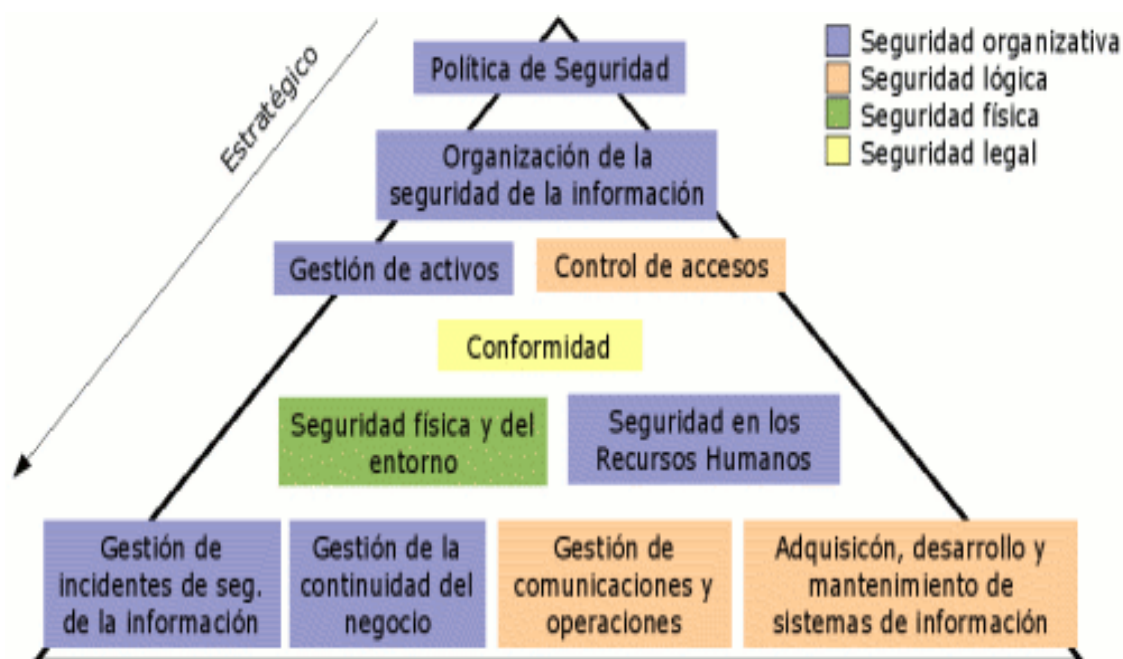 Estratégico
Política de Seguridad
Seguridad organizativa
Seguridad lógica
Seguridad física
Seguridad legal
Organización de la
seguridad de la información
Gestión de activos
Control de accesos
Conformidad
Seguridad física y del
entorno
Seguridad en los
Recursos Humanos
Gestión de
incidentes de seg.
de la información
Gestión de la
continuidad del
negocio
Gestión de
comunicaciones y
operaciones
Adquisicón, desarrollo y
mantenimiento de
sistemas de información